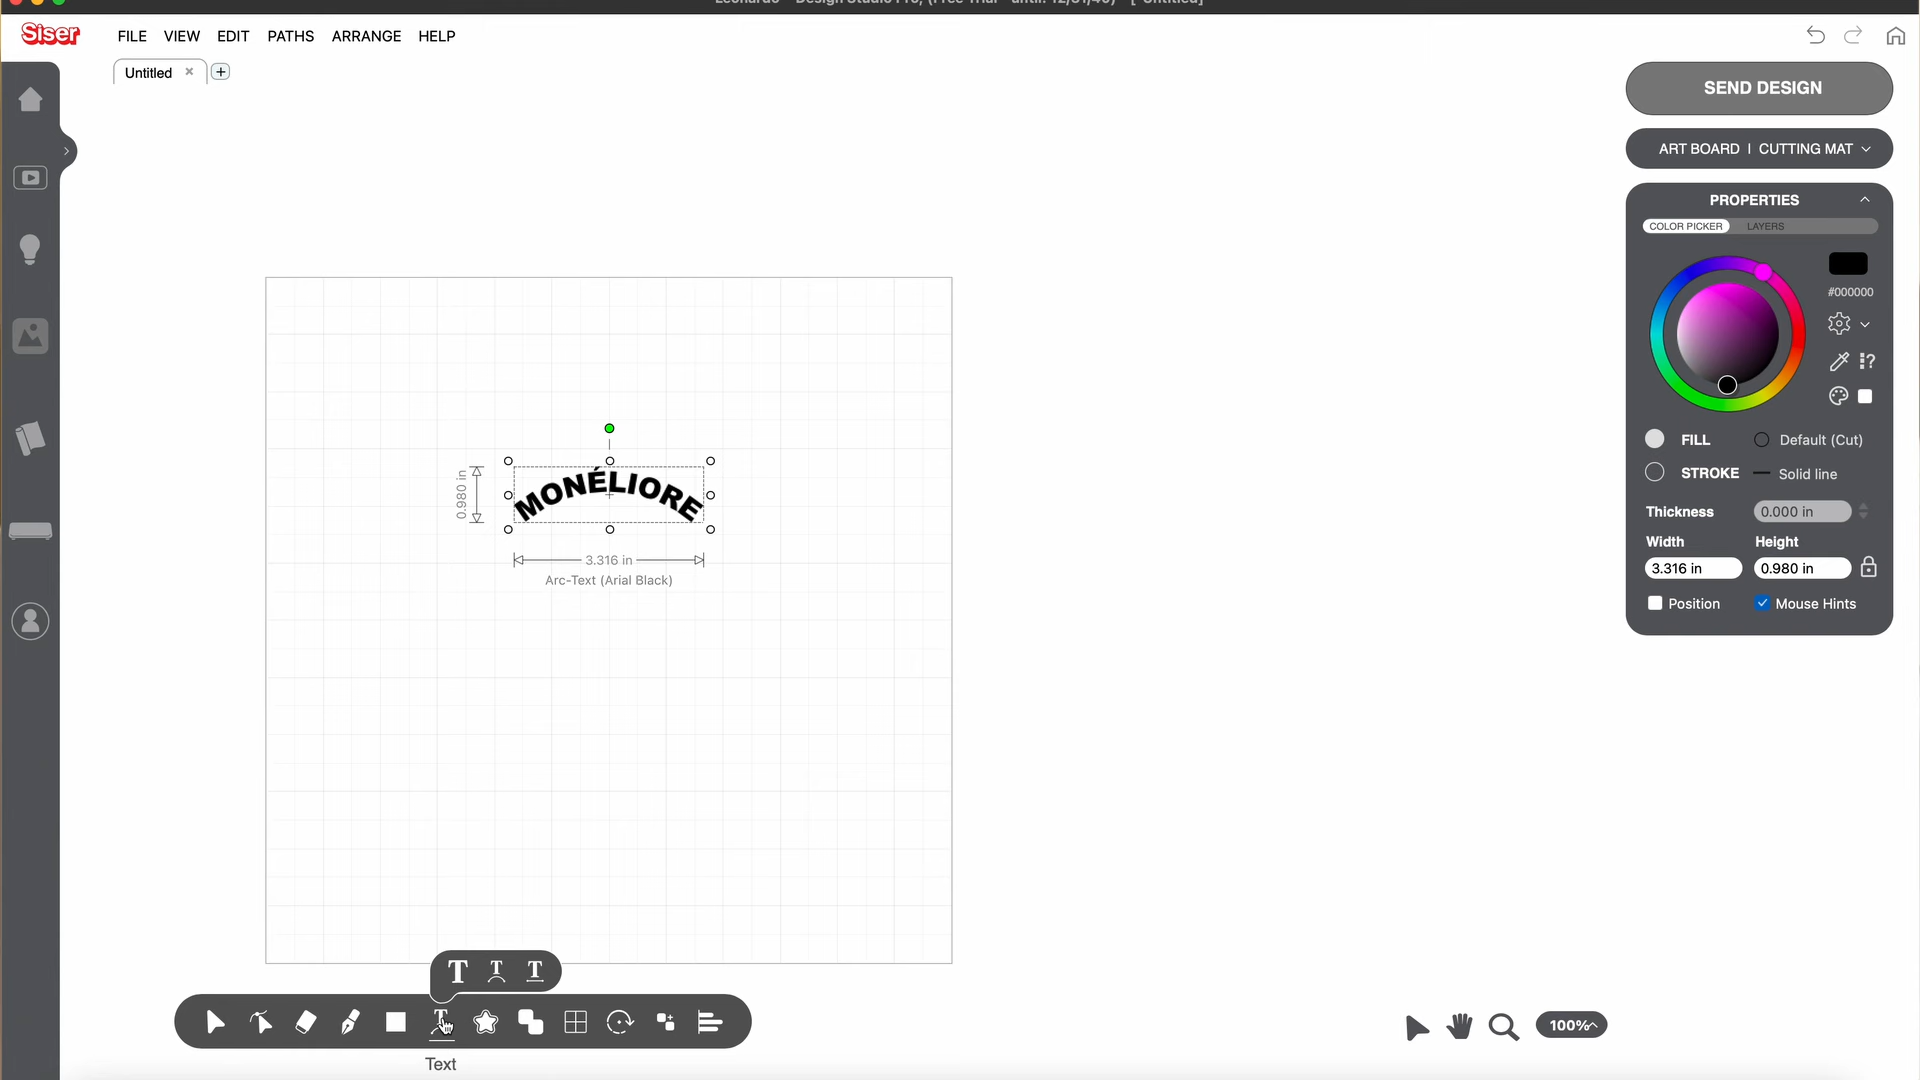 Siser
FILE VIEW EDIT PATHS ARRANGE HELP
Untitled
SEND DESIGN
ART BOARD | CUTTING MAT
PROPERTIES
COLOR PICKER LAYERS
#000000
FILL Default (Cut)
STROKE Solid line
Thickness 0.000 in
Width Height
3.316 in 0.980 in
Position Mouse Hints
0.980 in
MONÉLIORE
3.316 in
Arc-Text (Arial Black)
T T T
T
Text
100%